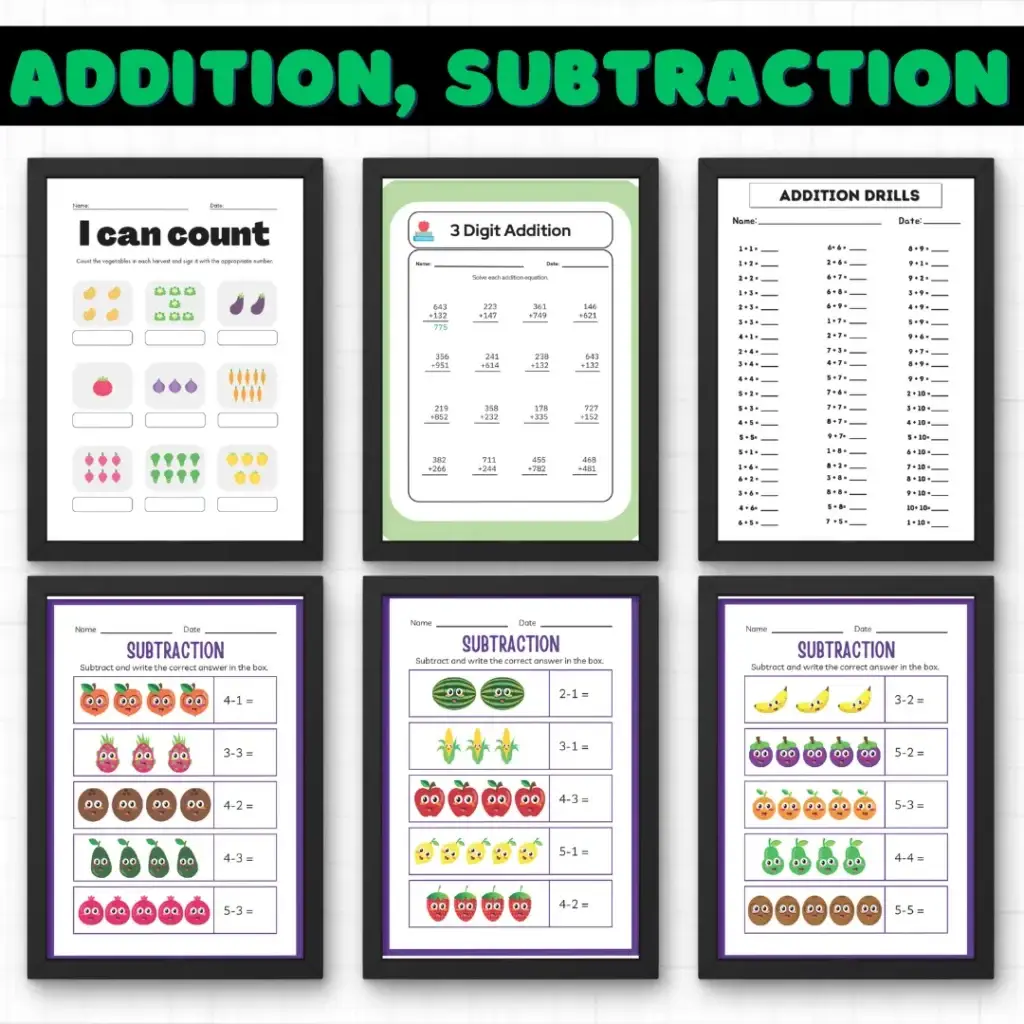 ADDITION, SUBTRACTION
Name: Date:
I can count
Count the vegetables in each harvest and sign it with the appropriate number.
3 Digit Addition
Name: Date:
Solve each addition equation.
643 223 361 146
+132 +147 +749 +621
775
356 241 238 643
+951 +614 +132 +132
219 358 178 727
+852 +232 +335 +152
382 711 455 468
+266 +244 +782 +481
ADDITION DRILLS
Name: Date:
1+1= 6+6= 8+9=
1+2= 2+6= 9+1=
2+2= 6+7= 9+2=
1+3= 6+8= 3+9=
2+3= 6+9= 4+9=
3+3= 1+7= 5+9=
4+1= 2+7= 9+6=
2+4= 7+3= 9+7=
3+4= 4+7= 8+9=
4+4= 5+7= 9+9=
5+2= 7+6= 2+10=
5+3= 7+7= 3+10=
4+5= 8+7= 4+10=
5+5= 9+7= 5+10=
5+1= 1+8= 6+10=
1+6= 8+2= 7+10=
6+2= 3+8= 8+10=
3+6= 8+8= 9+10=
4+6= 5+8= 10+10=
6+5= 7+5= 1+10=
Name Date
SUBTRACTION
Subtract and write the correct answer in the box.
4-1 =
3-3 =
4-2 =
4-3 =
5-3 =
Name Date
SUBTRACTION
Subtract and write the correct answer in the box.
2-1 =
3-1 =
4-3 =
5-1 =
4-2 =
Name Date
SUBTRACTION
Subtract and write the correct answer in the box.
3-2 =
5-2 =
5-3 =
4-4 =
5-5 =